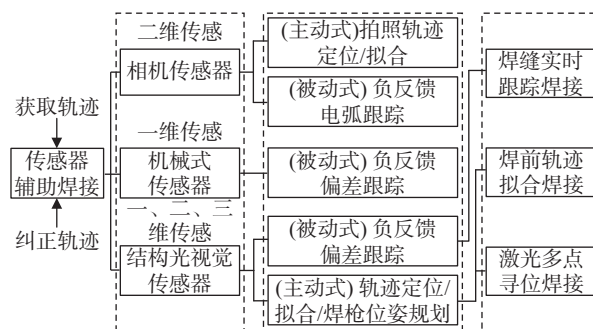 获取轨迹
传感器
辅助焊接
纠正轨迹
二维传感
相机传感器
一维传感
机械式
传感器
一、二、三
维传感
结构光视觉
传感器
(主动式)拍照轨迹
定位/拟合
(被动式) 负反馈
电弧跟踪
(被动式) 负反馈
偏差跟踪
(被动式) 负反馈
偏差跟踪
(主动式) 轨迹定位/
拟合/焊枪位姿规划
焊缝实时
跟踪焊接
焊前轨迹
拟合焊接
激光多点
寻位焊接